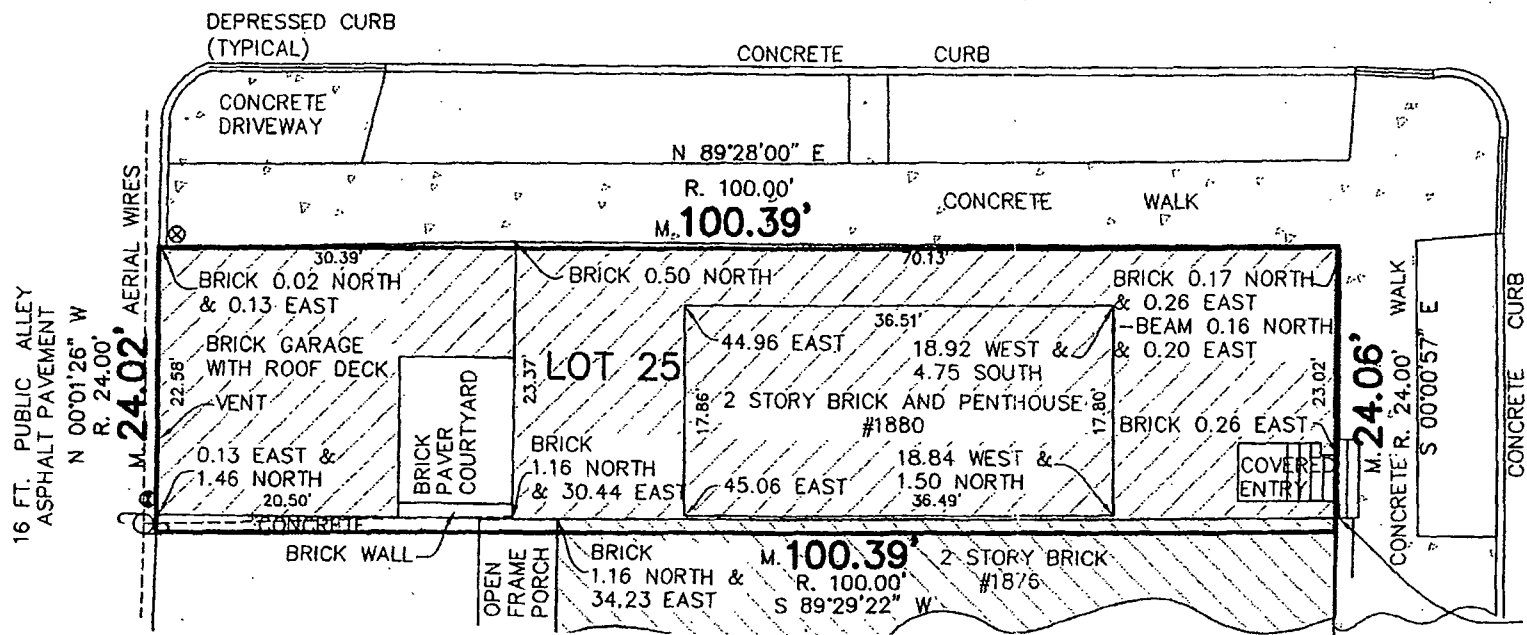 DEPRESSED CURB
(TYPICAL)
CONCRETE CURB
CONCRETE
DRIVEWAY
N 89°28'00" E
R. 100.00'
M. 100.39'
CONCRETE WALK
16 FT. PUBLIC ALLEY
ASPHALT PAVEMENT
N 00°01'26" W
R. 24.00'
M. 24.02'
AERIAL WIRES
30.39'
70.13'
BRICK 0.02 NORTH
& 0.13 EAST
BRICK 0.50 NORTH
BRICK 0.17 NORTH
& 0.26 EAST
-BEAM 0.16 NORTH
& 0.20 EAST
BRICK GARAGE
WITH ROOF DECK
22.58'
VENT
0.13 EAST &
1.46 NORTH
20.50'
BRICK
PAVER
COURTYARD
23.37
LOT 25
36.51'
44.96 EAST
18.92 WEST &
4.75 SOUTH
17.86
2 STORY BRICK AND PENTHOUSE
#1880
17.80'
23.02'
BRICK 0.26 EAST
BRICK
1.16 NORTH
& 30.44 EAST
45.06 EAST
18.84 WEST &
1.50 NORTH
36.49'
COVERED
ENTRY
CONCRETE
BRICK WALL
OPEN
FRAME
PORCH
BRICK
1.16 NORTH &
34.23 EAST
M. 100.39'
R. 100.00'
S 89°29'22" W
2 STORY BRICK
#1876
M. 24.06'
R. 24.00'
S 00°00'57" E
CONCRETE WALK
CONCRETE CURB